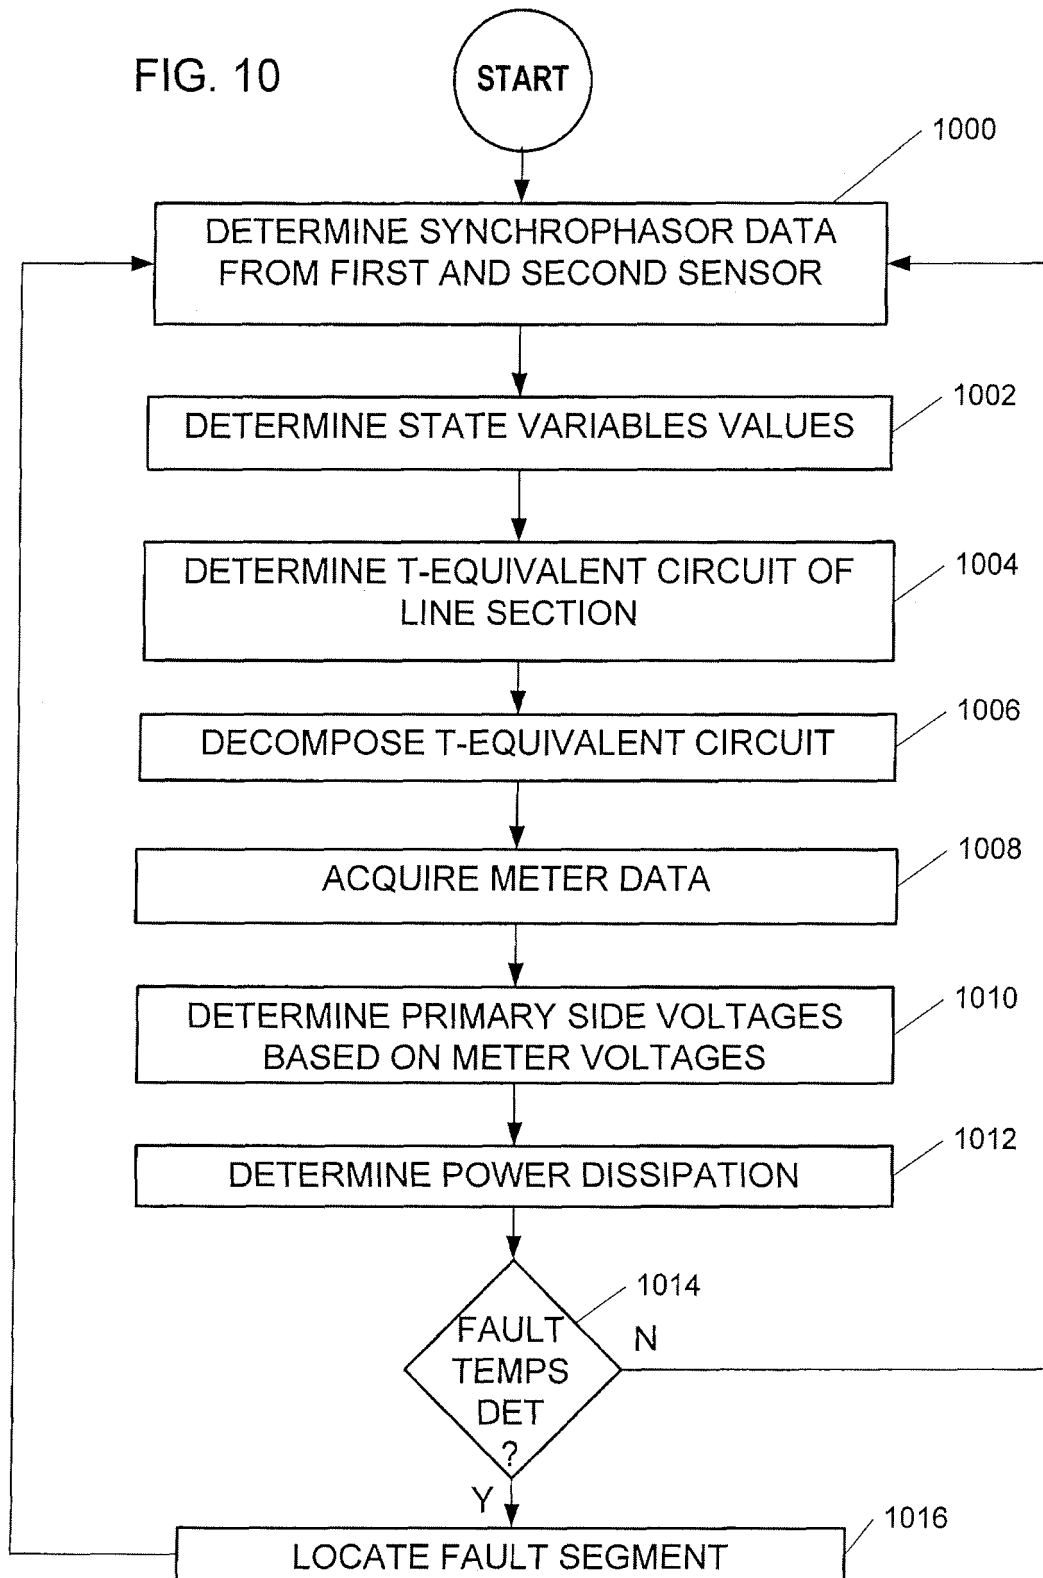 FIG. 10
START
1000
DETERMINE SYNCHROPHASOR DATA
FROM FIRST AND SECOND SENSOR
1002
DETERMINE STATE VARIABLES VALUES
1004
DETERMINE T-EQUIVALENT CIRCUIT OF
LINE SECTION
1006
DECOMPOSE T-EQUIVALENT CIRCUIT
1008
ACQUIRE METER DATA
1010
DETERMINE PRIMARY SIDE VOLTAGES
BASED ON METER VOLTAGES
1012
DETERMINE POWER DISSIPATION
1014
FAULT
TEMPS
DET
?
N
Y
1016
LOCATE FAULT SEGMENT